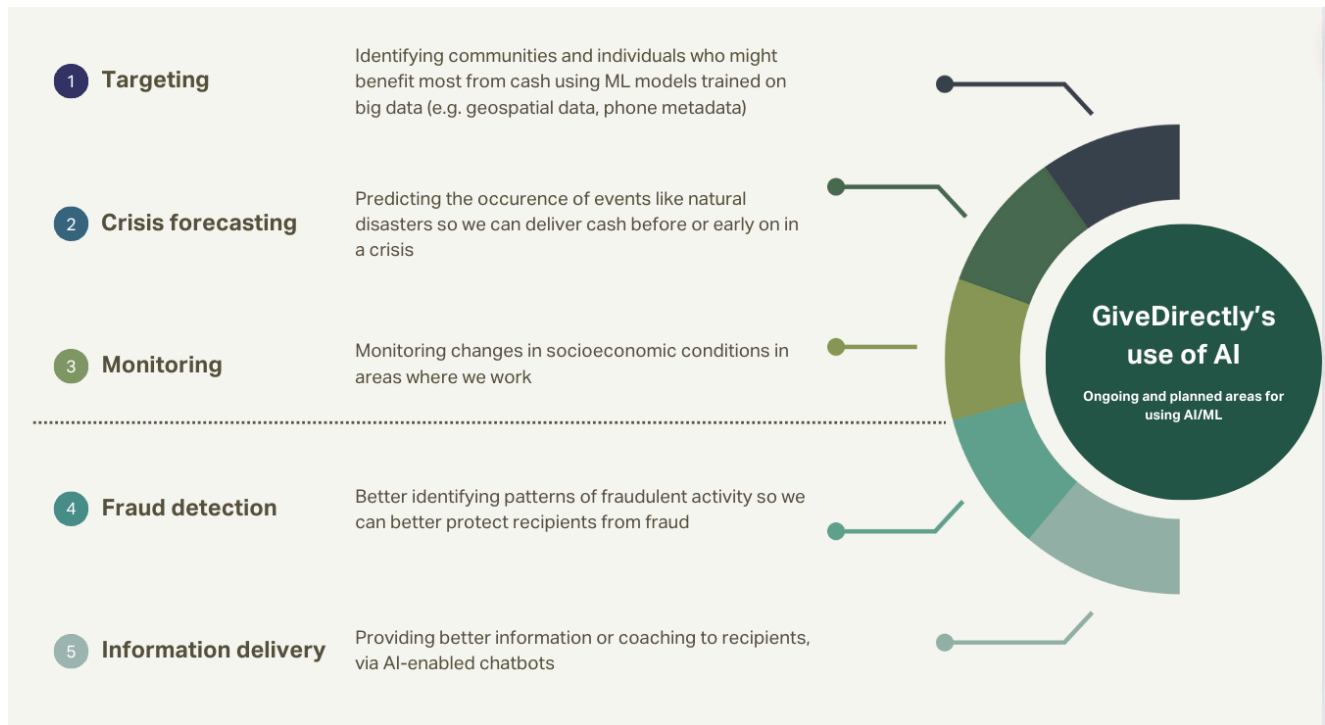 1 Targeting
Identifying communities and individuals who might
benefit most from cash using ML models trained on
big data (e.g. geospatial data, phone metadata)
2 Crisis forecasting
Predicting the occurence of events like natural
disasters so we can deliver cash before or early on in
a crisis
3 Monitoring
Monitoring changes in socioeconomic conditions in
areas where we work
4 Fraud detection
Better identifying patterns of fraudulent activity so we
can better protect recipients from fraud
5 Information delivery
Providing better information or coaching to recipients,
via AI-enabled chatbots
GiveDirectly’s
use of AI
Ongoing and planned areas for
using AI/ML